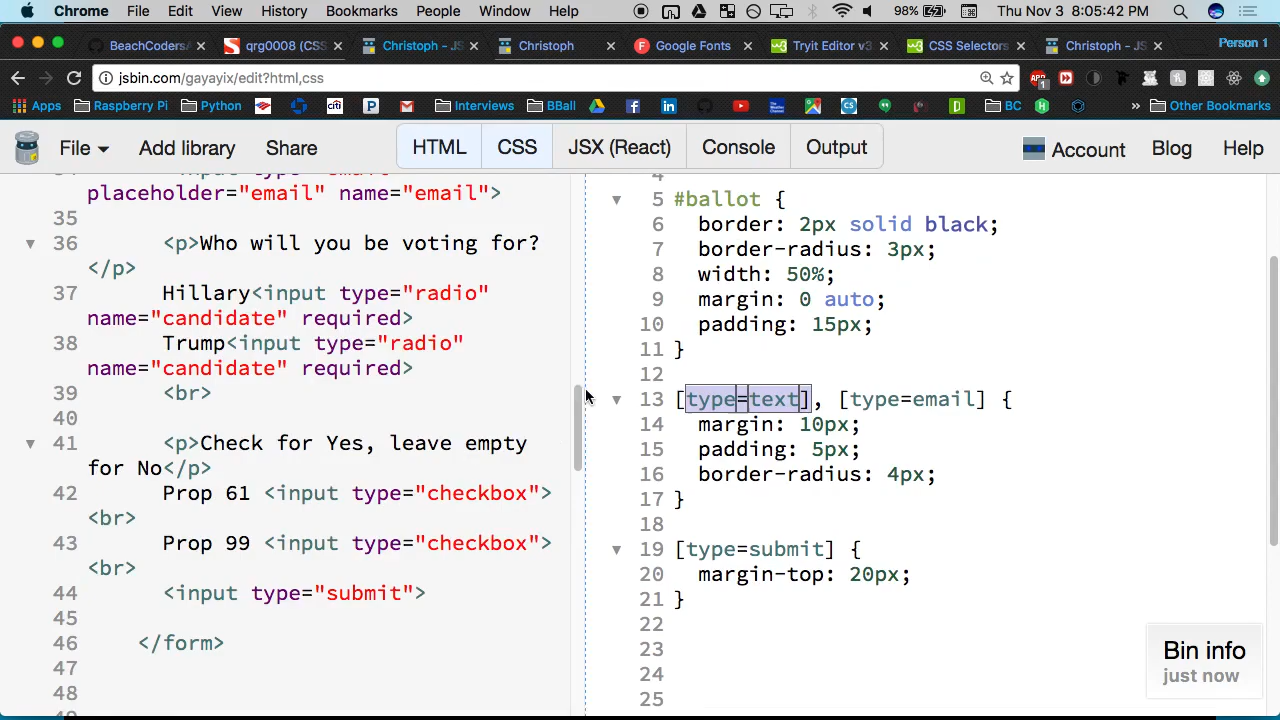 Chrome File Edit View History Bookmarks People Window Help 98% Thu Nov 3 8:05:42 PM
BeachCodersA
qrg0008 (CSS
Christoph - JS
Christoph
Google Fonts
Tryit Editor v3
CSS Selectors
Christoph - JS
Person 1
jsbin.com/gayayix/edit?html,css
Apps Raspberry Pi Python Interviews BBall BC » Other Bookmarks
File Add library Share HTML CSS JSX (React) Console Output Account Blog Help
placeholder="email" name="email">
35
36 <p>Who will you be voting for?
</p>
37 Hillary<input type="radio"
name="candidate" required>
38 Trump<input type="radio"
name="candidate" required>
39 <br>
40
41 <p>Check for Yes, leave empty
for No</p>
42 Prop 61 <input type="checkbox">
<br>
43 Prop 99 <input type="checkbox">
<br>
44 <input type="submit">
45
46 </form>
47
48
4
5 #ballot {
6 border: 2px solid black;
7 border-radius: 3px;
8 width: 50%;
9 margin: 0 auto;
10 padding: 15px;
11 }
12
13 [type=text], [type=email] {
14 margin: 10px;
15 padding: 5px;
16 border-radius: 4px;
17 }
18
19 [type=submit] {
20 margin-top: 20px;
21 }
22
23
24
25
Bin info
just now